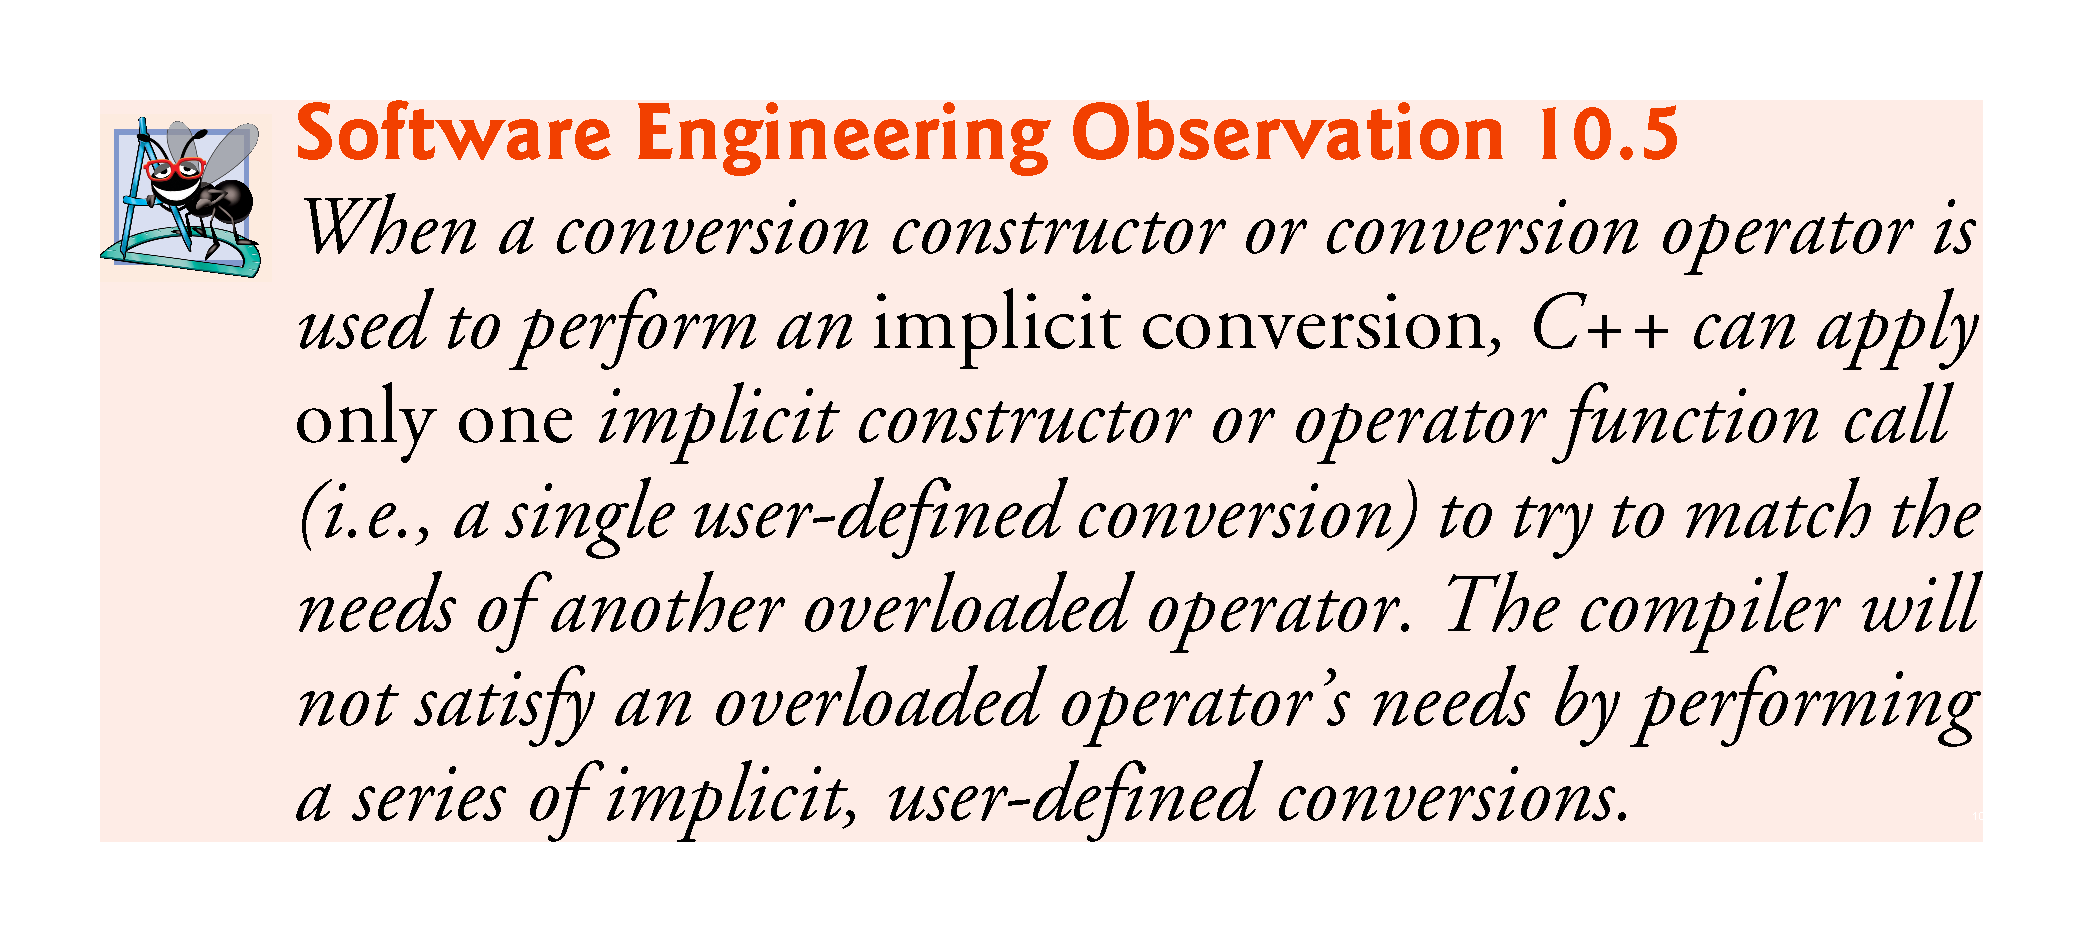 Software Engineering Observation 10.5
When a conversion constructor or conversion operator is
used to perform an implicit conversion, C++ can apply
only one implicit constructor or operator function call
(i.e., a single user-defined conversion) to try to match the
needs of another overloaded operator. The compiler will
not satisfy an overloaded operator’s needs by performing
a series of implicit, user-defined conversions.